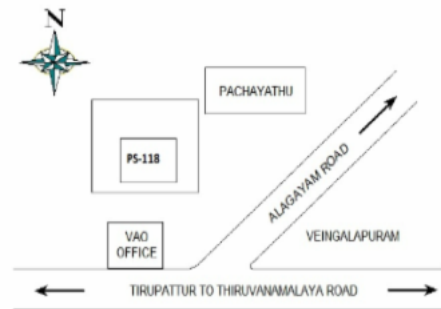 N
PACHAYATHU
PS-118
ALAGAYAM ROAD
VAO
OFFICE
VEINGALAPURAM
TIRUPATTUR TO THIRUVANAMALAYA ROAD